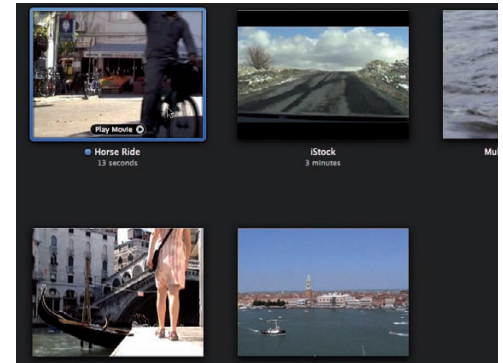 Play Movie
Horse Ride
13 seconds
iStock
3 minutes
Mu